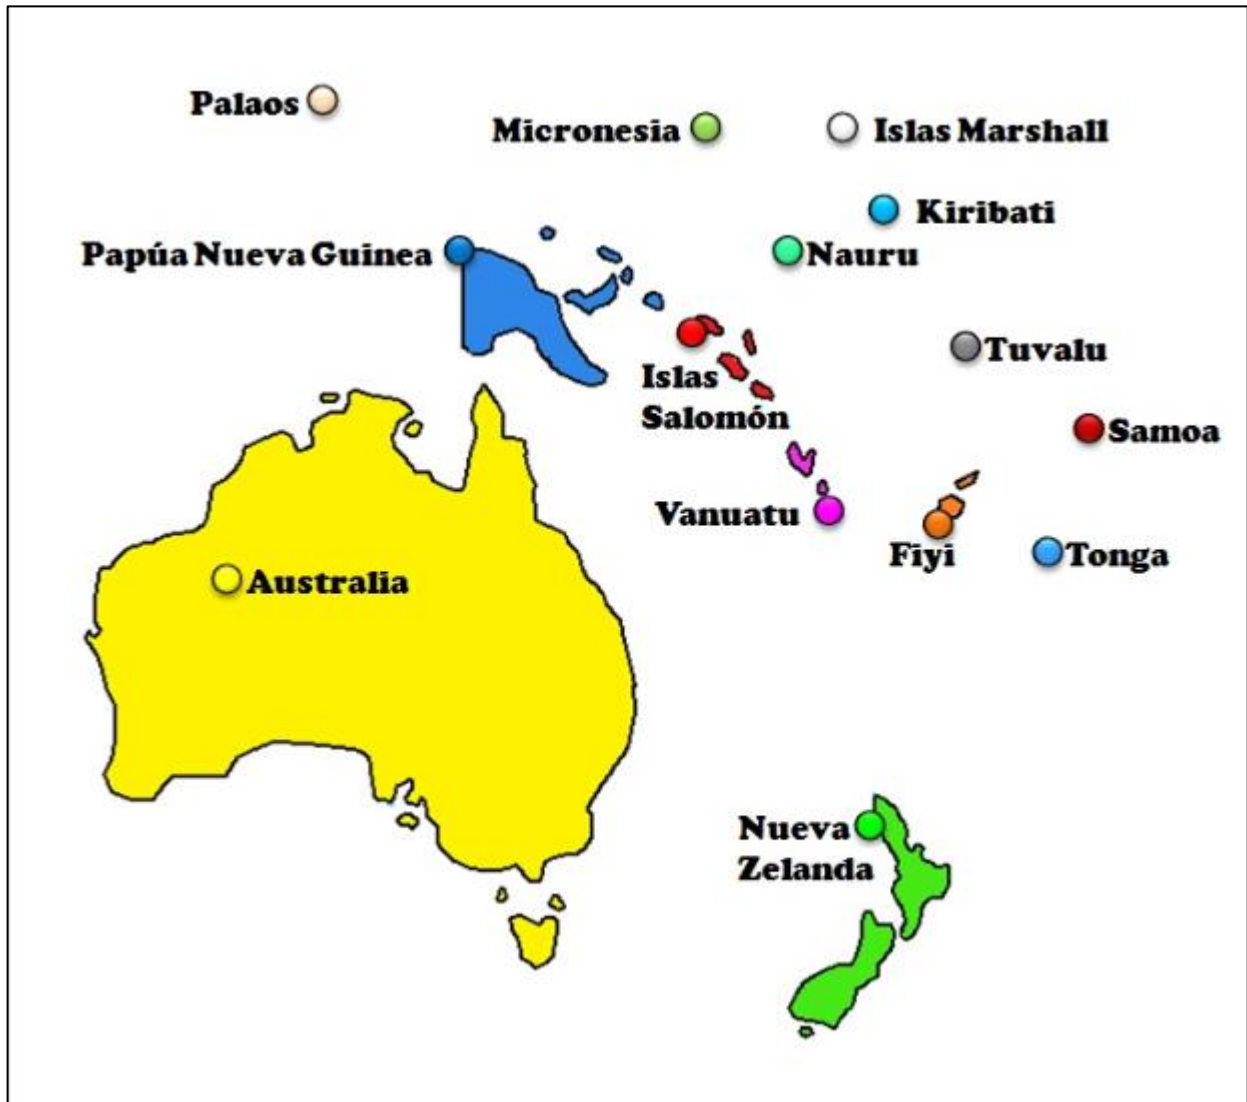 Palaos
Micronesia
Islas Marshall
Kiribati
Papúa Nueva Guinea
Nauru
Tuvalu
Islas
Salomón
Samoa
Vanuatu
Fiyi
Tonga
Australia
Nueva
Zelanda